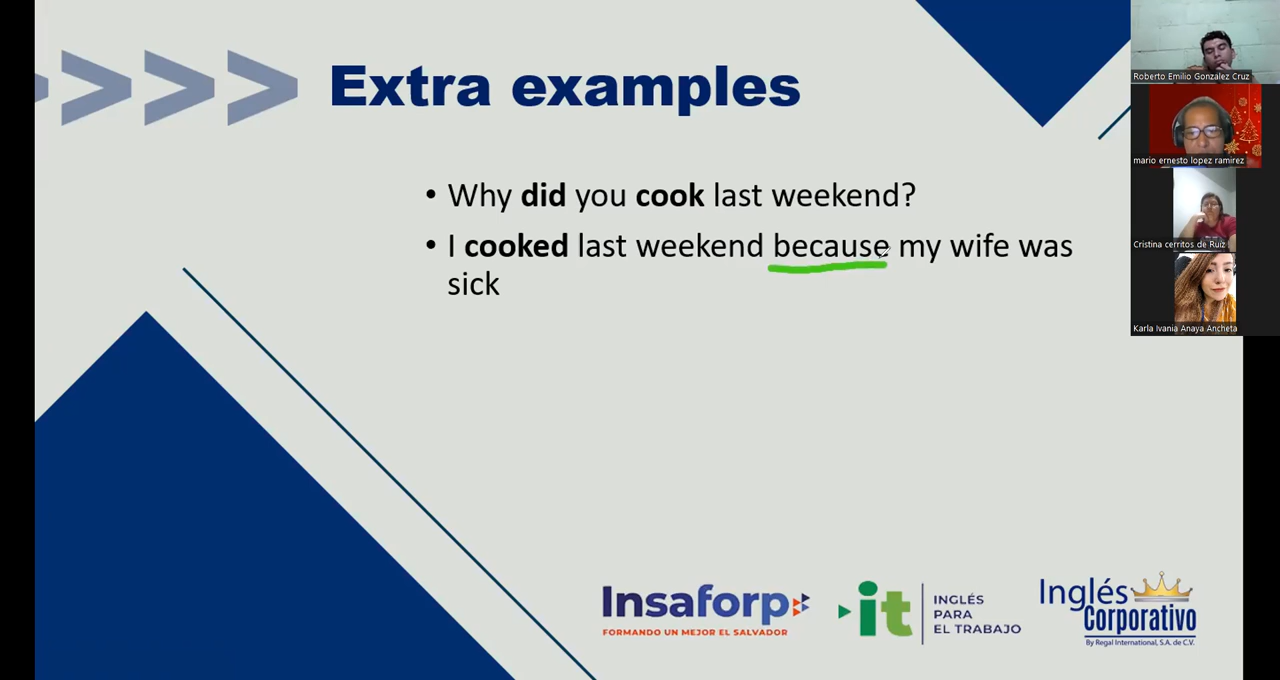 Extra examples
• Why did you cook last weekend?
• I cooked last weekend because my wife was
sick
Roberto Emilio Gonzalez Cruz
mario ernesto lopez ramirez
Cristina cerritos de Ruiz
Karla Ivania Anaya Ancheta
Insaforp
FORMANDO UN MEJOR EL SALVADOR
it
INGLÉS
PARA
EL TRABAJO
Inglés
Corporativo
By Regal International, S.A. de C.V.